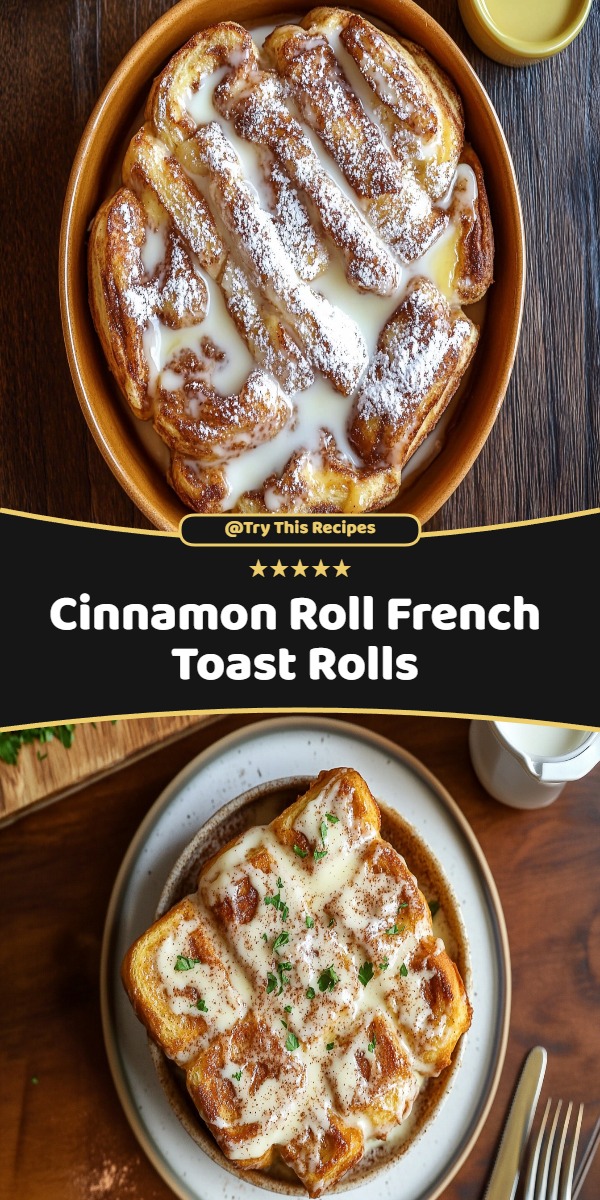 @Try This Recipes
★★★★★
Cinnamon Roll French
Toast Rolls